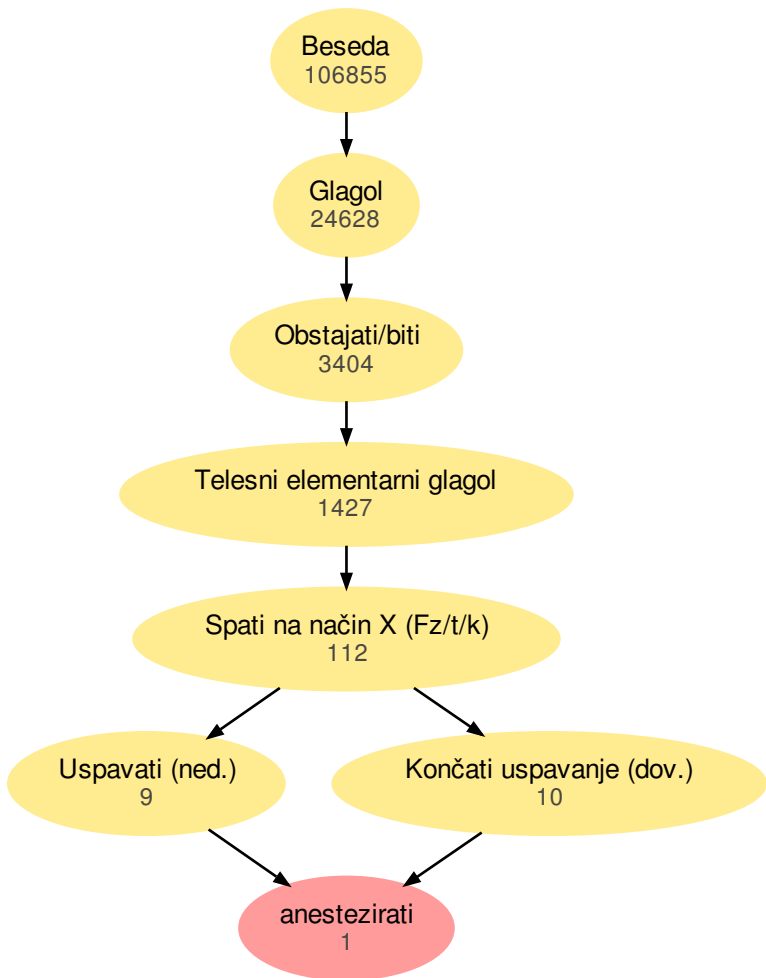 Beseda
106855
Glagol
24628
Obstajati/biti
3404
Telesni elementarni glagol
1427
Spati na način X (Fz/t/k)
112
Uspavati (ned.)
9
Končati uspavanje (dov.)
10
anestezirati
1